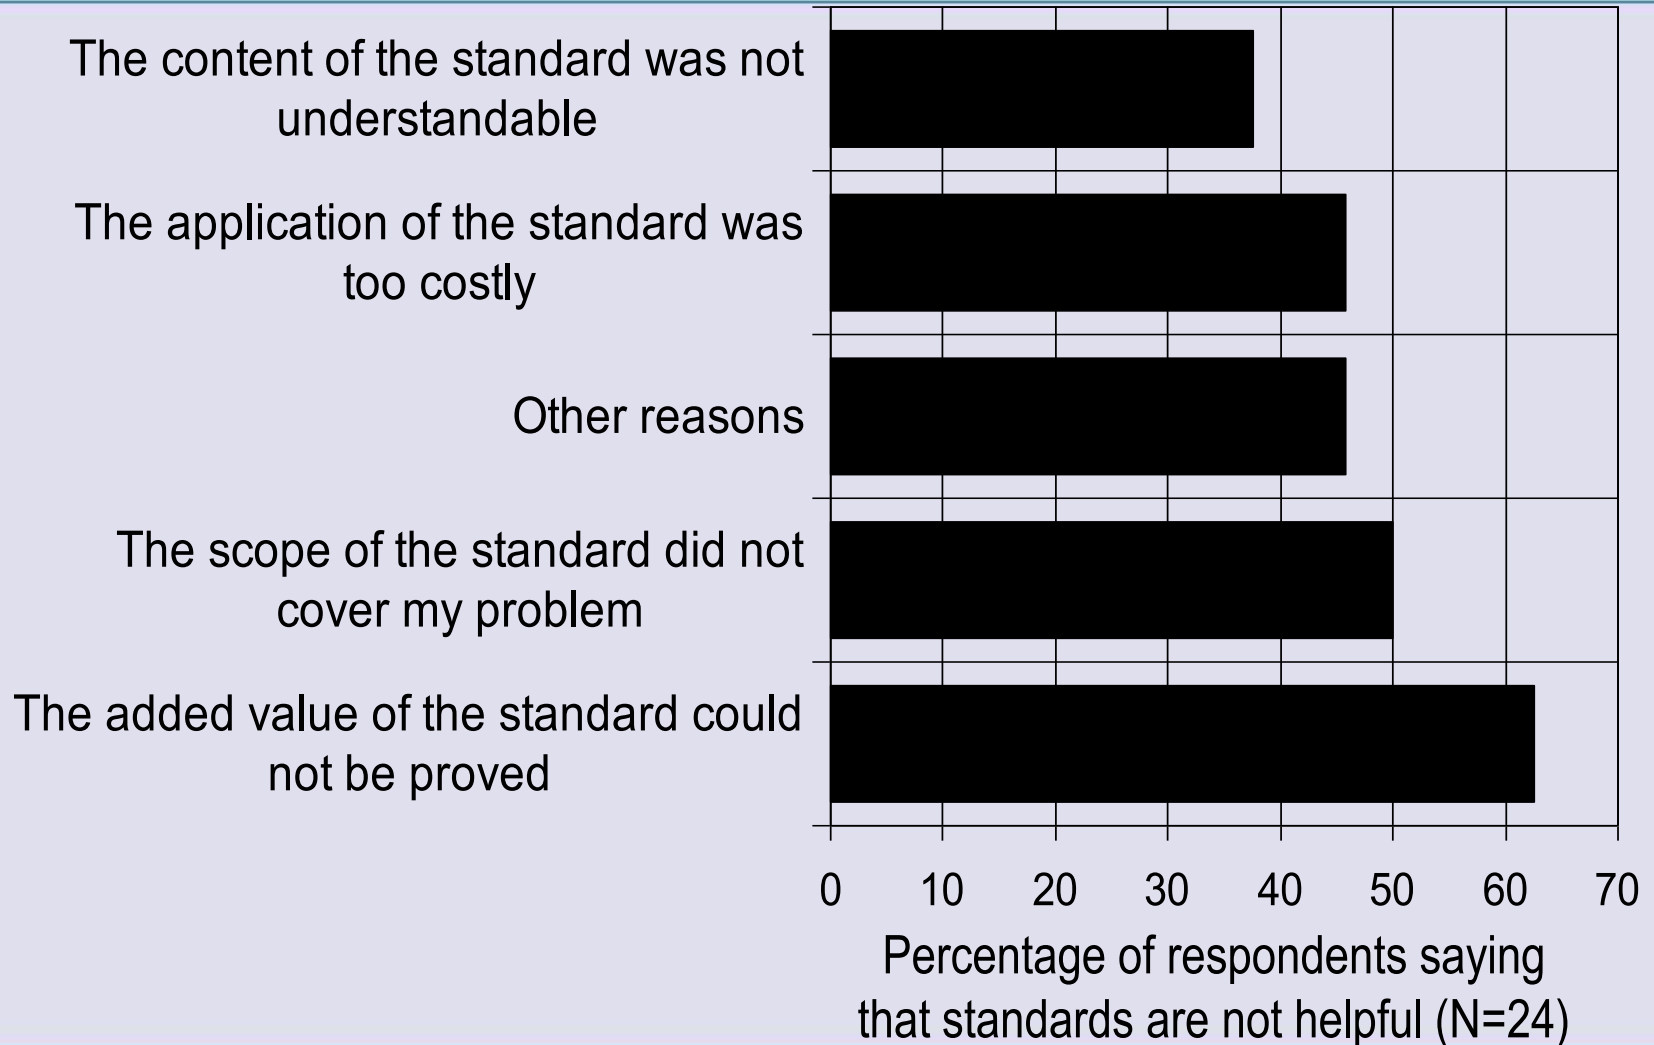 The content of the standard was not
understandable
The application of the standard was
too costly
Other reasons
The scope of the standard did not
cover my problem
The added value of the standard could
not be proved
0 10 20 30 40 50 60 70
Percentage of respondents saying
that standards are not helpful (N=24)